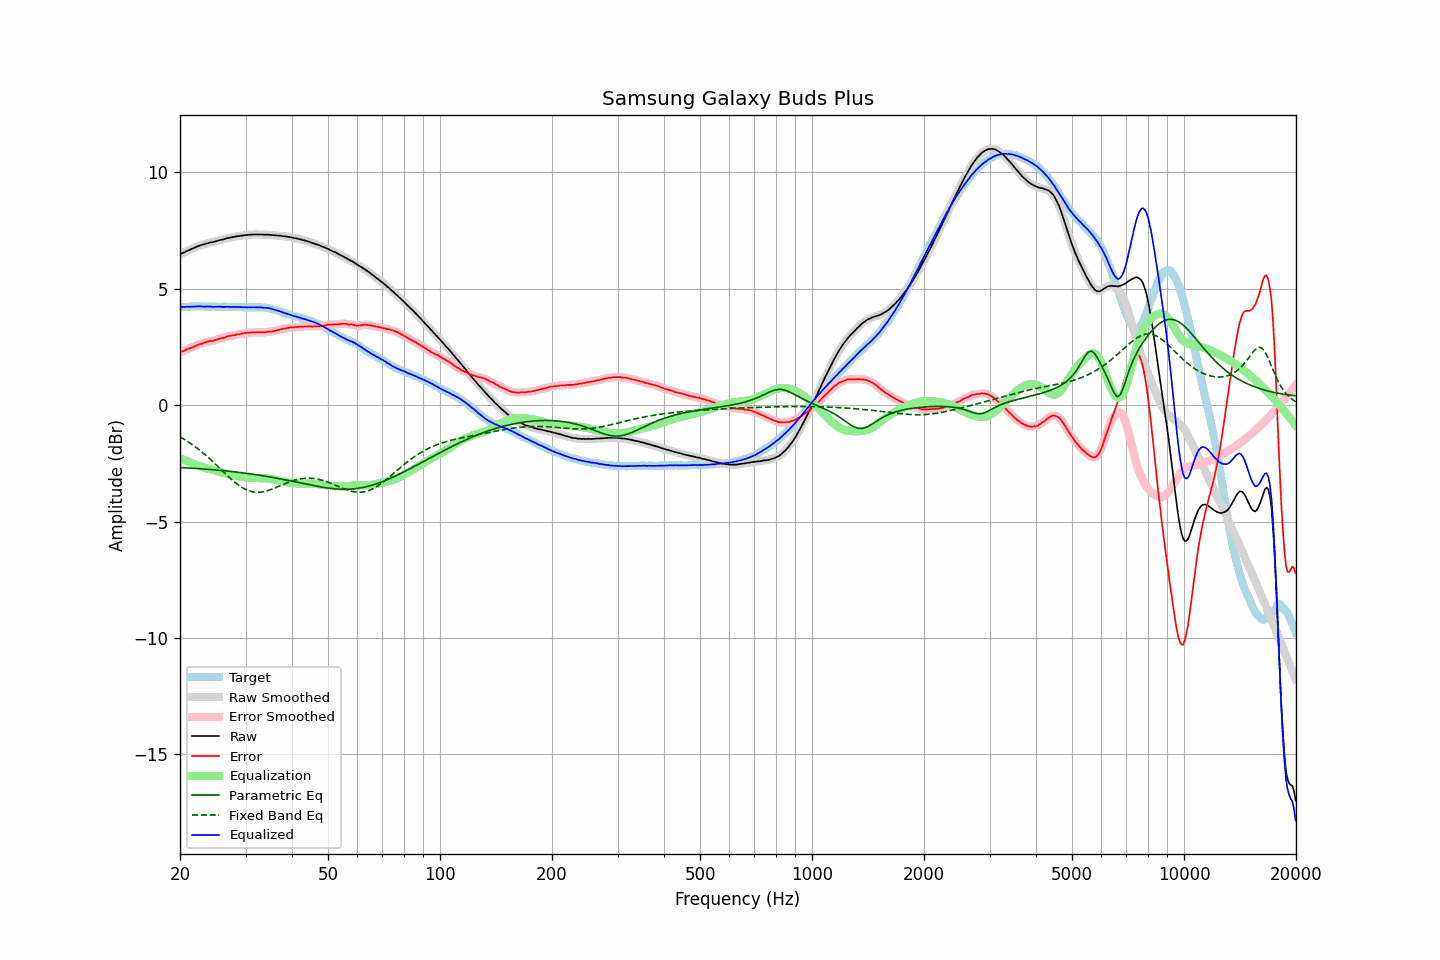 Samsung Galaxy Buds Plus
Amplitude (dBr)
10
5
0
−5
−10
−15
Target
Raw Smoothed
Error Smoothed
Raw
Error
Equalization
Parametric Eq
Fixed Band Eq
Equalized
20 50 100 200 500 1000 2000 5000 10000 20000
Frequency (Hz)